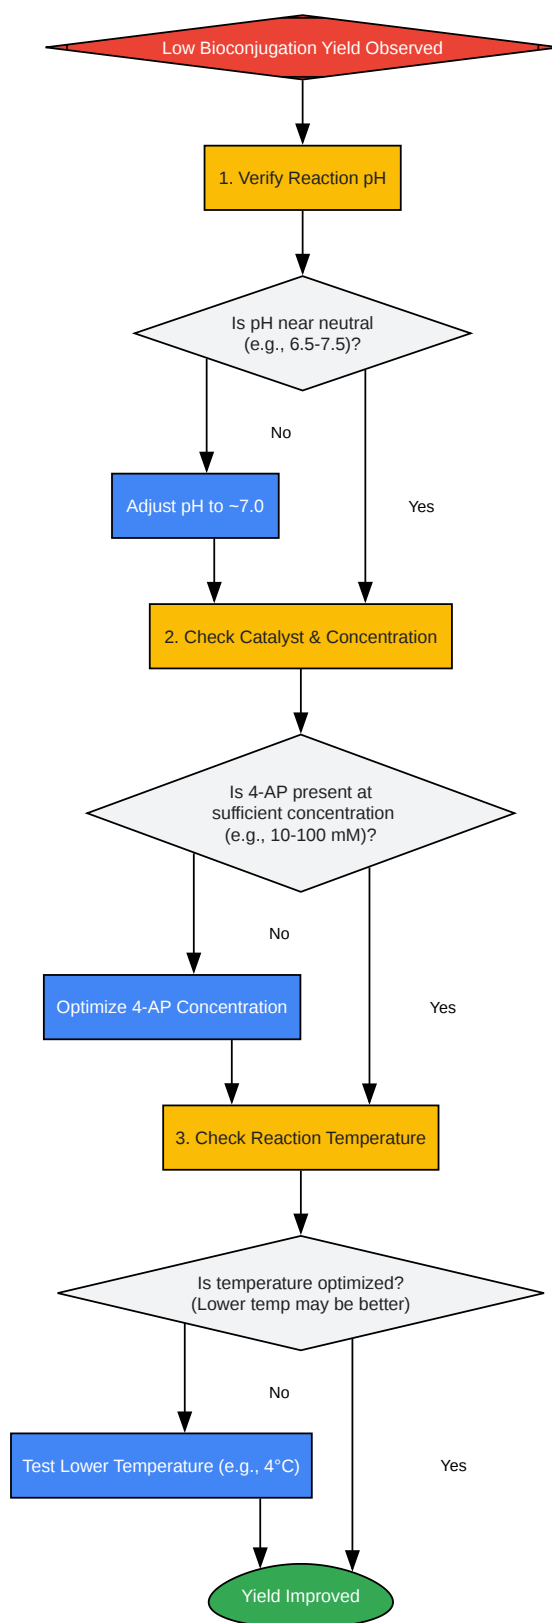 Low Bioconjugation Yield Observed
1. Verify Reaction pH
Is pH near neutral
(e.g., 6.5-7.5)?
No
Adjust pH to ~7.0
Yes
2. Check Catalyst & Concentration
Is 4-AP present at
sufficient concentration
(e.g., 10-100 mM)?
No
Optimize 4-AP Concentration
Yes
3. Check Reaction Temperature
Is temperature optimized?
(Lower temp may be better)
No
Test Lower Temperature (e.g., 4°C)
Yes
Yield Improved